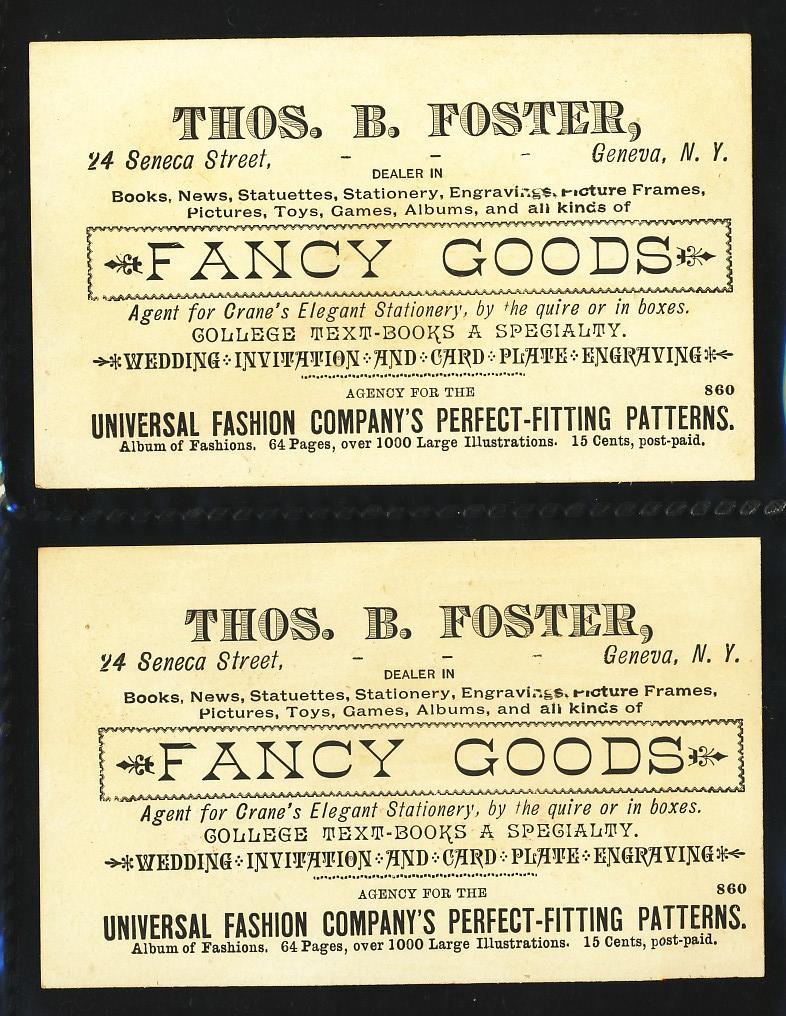 THOS. B. FOSTER,
24 Seneca Street, - - - Geneva, N. Y.
DEALER IN
Books, News, Statuettes, Stationery, Engravings, Picture Frames,
Pictures, Toys, Games, Albums, and all kinds of
FANCY GOODS
Agent for Crane's Elegant Stationery, by the quire or in boxes.
COLLEGE TEXT-BOOKS A SPECIALTY.
WEDDING INVITATION AND CARD PLATE ENGRAVING
AGENCY FOR THE 860
UNIVERSAL FASHION COMPANY'S PERFECT-FITTING PATTERNS.
Album of Fashions. 64 Pages, over 1000 Large Illustrations. 15 Cents, post-paid.
THOS. B. FOSTER,
24 Seneca Street, - - - Geneva, N. Y.
DEALER IN
Books, News, Statuettes, Stationery, Engravings, Picture Frames,
Pictures, Toys, Games, Albums, and all kinds of
FANCY GOODS
Agent for Crane's Elegant Stationery, by the quire or in boxes.
COLLEGE TEXT-BOOKS A SPECIALTY.
WEDDING INVITATION AND CARD PLATE ENGRAVING
AGENCY FOR THE 860
UNIVERSAL FASHION COMPANY'S PERFECT-FITTING PATTERNS.
Album of Fashions. 64 Pages, over 1000 Large Illustrations. 15 Cents, post-paid.